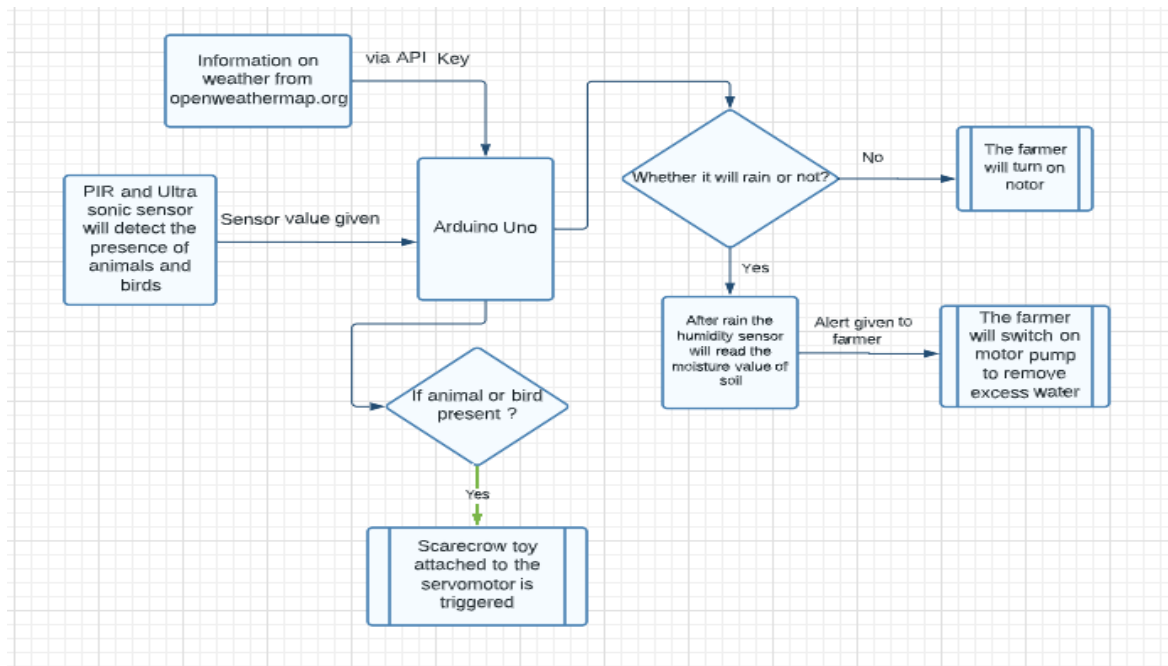 Information on
weather from
openweathermap.org
via API Key
PIR and Ultra
sonic sensor
will detect the
presence of
animals and
birds
Sensor value given
Arduino Uno
Whether it will rain or not?
No
The farmer
will turn on
notor
Yes
After rain the
humidity sensor
will read the
moisture value of
soil
Alert given to
farmer
The farmer
will switch on
motor pump
to remove
excess water
If animal or bird
present ?
Yes
Scarecrow toy
attached to the
servomotor is
triggered